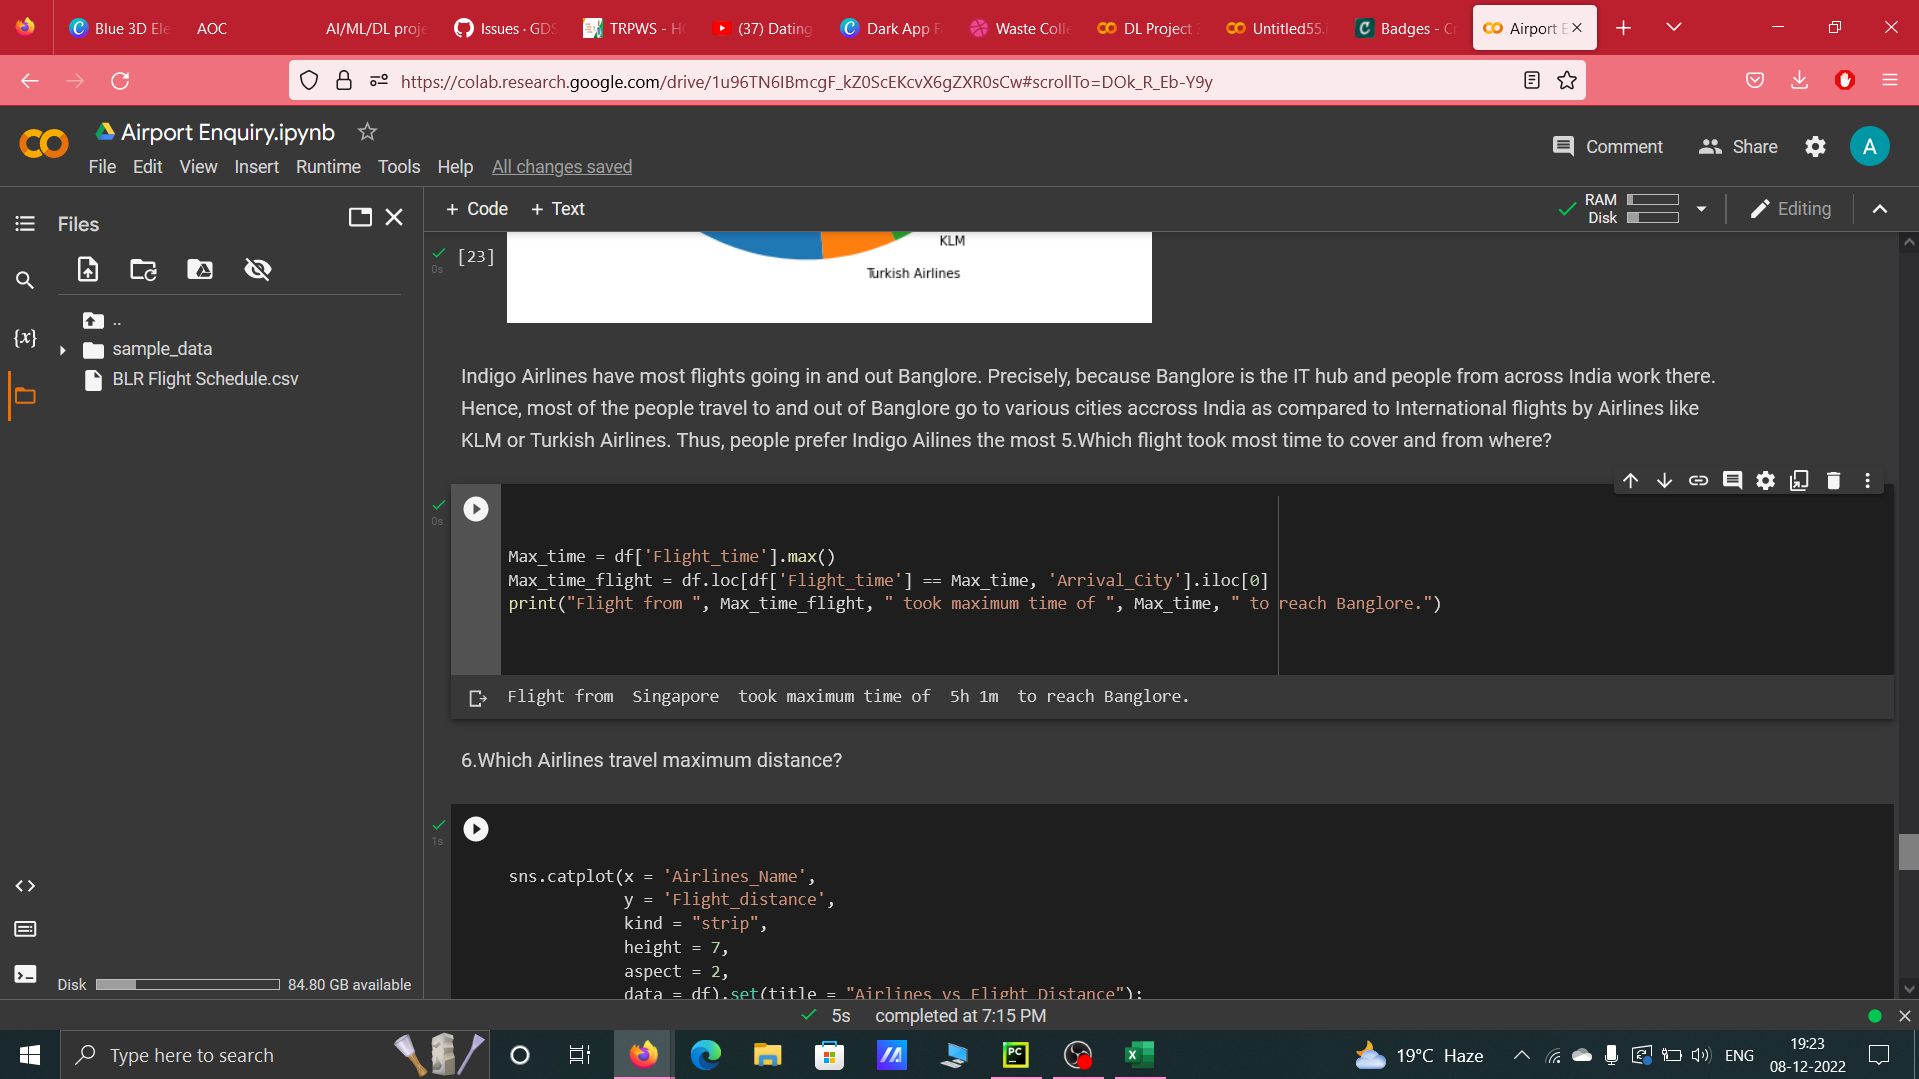 Blue 3D Ele
AOC
AI/ML/DL proje
Issues · GDS
TRPWS - HO
(37) Dating
Dark App F
Waste Colle
DL Project
Untitled55.i
Badges - C
Airport E
https://colab.research.google.com/drive/1u96TN6IBmcgF_kZ0ScEKcvX6gZXR0sCw#scrollTo=DOk_R_Eb-Y9y
Airport Enquiry.ipynb
Comment
Share
A
File Edit View Insert Runtime Tools Help All changes saved
Files
+ Code + Text
RAM
Disk
Editing
..
sample_data
BLR Flight Schedule.csv
{x}
0s
[23]
KLM
Turkish Airlines
Indigo Airlines have most flights going in and out Banglore. Precisely, because Banglore is the IT hub and people from across India work there.
Hence, most of the people travel to and out of Banglore go to various cities accross India as compared to International flights by Airlines like
KLM or Turkish Airlines. Thus, people prefer Indigo Ailines the most 5.Which flight took most time to cover and from where?
0s
Max_time = df['Flight_time'].max()
Max_time_flight = df.loc[df['Flight_time'] == Max_time, 'Arrival_City'].iloc[0]
print("Flight from ", Max_time_flight, " took maximum time of ", Max_time, " to reach Banglore.")
Flight from  Singapore  took maximum time of  5h 1m  to reach Banglore.
6.Which Airlines travel maximum distance?
1s
sns.catplot(x = 'Airlines_Name',
y = 'Flight_distance',
kind = "strip",
height = 7,
aspect = 2,
data = df).set(title = "Airlines vs Flight Distance");
Disk
84.80 GB available
5s completed at 7:15 PM
Type here to search
PC
19°C Haze
ENG
19:23
08-12-2022